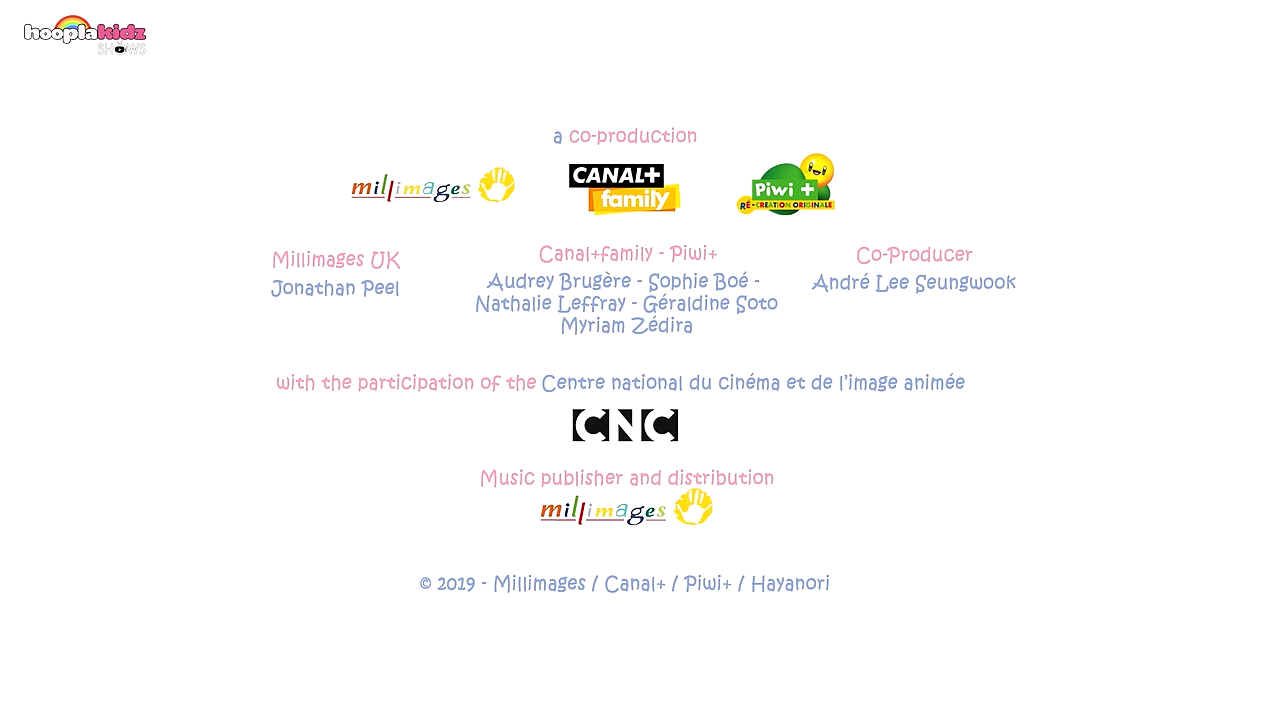 hooplakidz
SHOWS
a co-production
millimages
CANAL+
family
Piwi +
RÉ-CRÉATION ORIGINALE
Millimages UK
Canal+family - Piwi+
Co-Producer
Jonathan Peel
Audrey Brugère - Sophie Boé -
Nathalie Leffray - Géraldine Soto
Myriam Zédira
André Lee Seungwook
with the participation of the Centre national du cinéma et de l'image animée
CNC
Music publisher and distribution
millimages
© 2019 - Millimages / Canal+ / Piwi+ / Hayanori